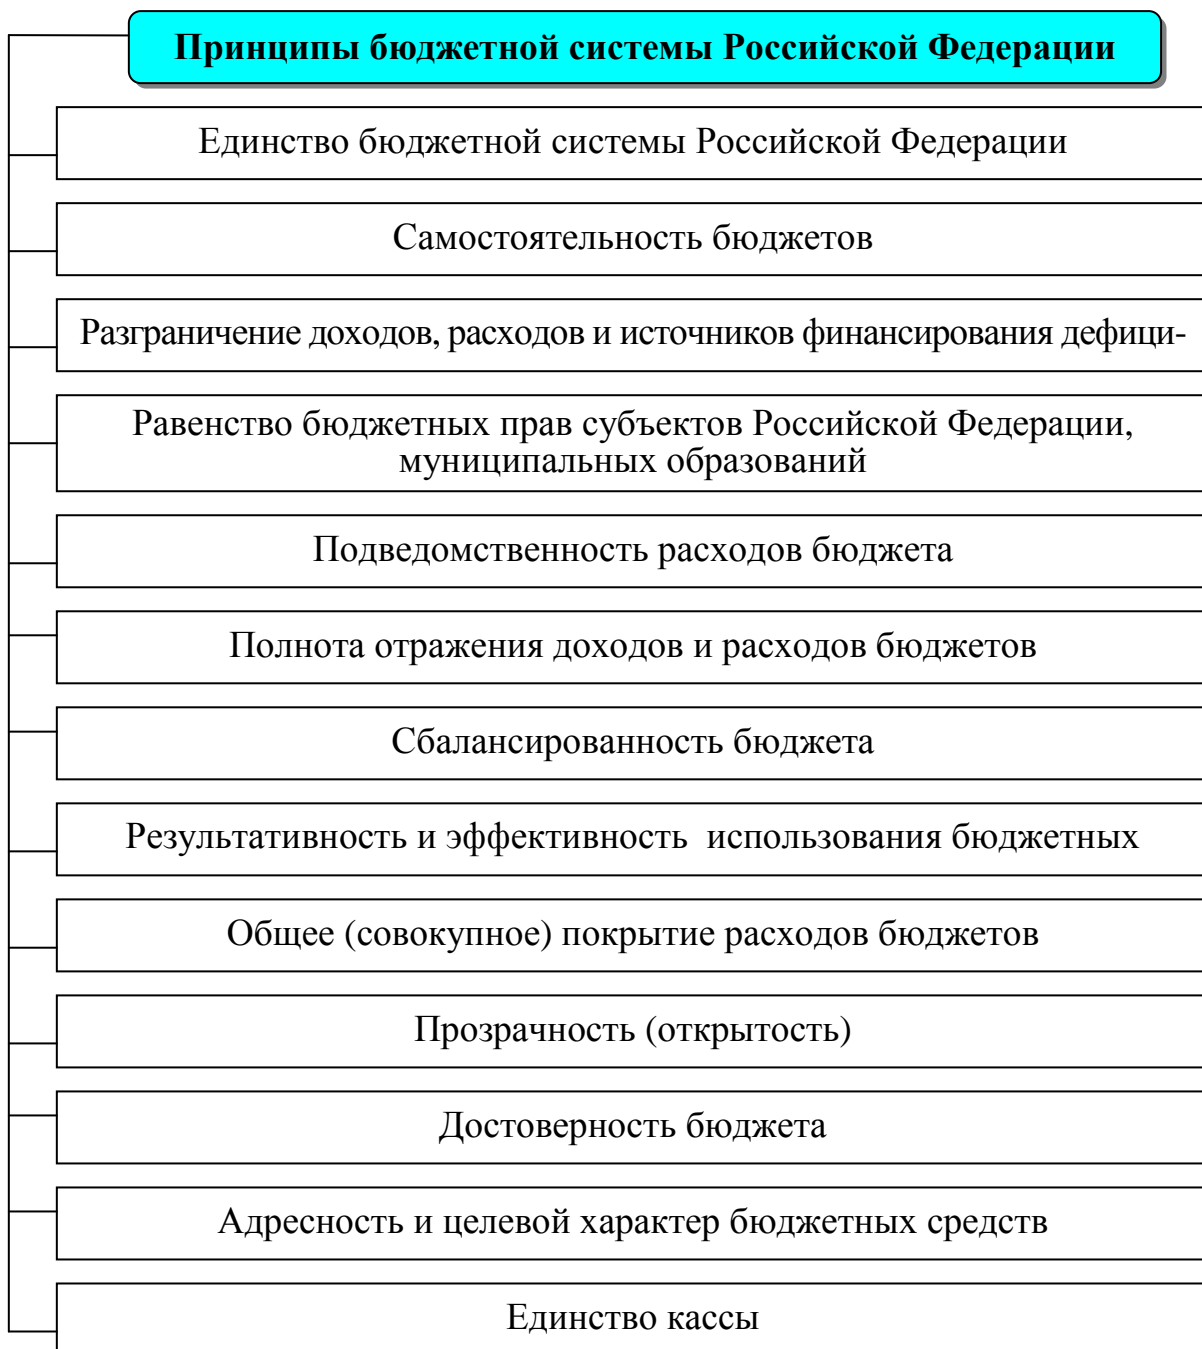 Принципы бюджетной системы Российской Федерации
Единство бюджетной системы Российской Федерации
Самостоятельность бюджетов
Разграничение доходов, расходов и источников финансирования дефици-
Равенство бюджетных прав субъектов Российской Федерации,
муниципальных образований
Подведомственность расходов бюджета
Полнота отражения доходов и расходов бюджетов
Сбалансированность бюджета
Результативность и эффективность использования бюджетных
Общее (совокупное) покрытие расходов бюджетов
Прозрачность (открытость)
Достоверность бюджета
Адресность и целевой характер бюджетных средств
Единство кассы